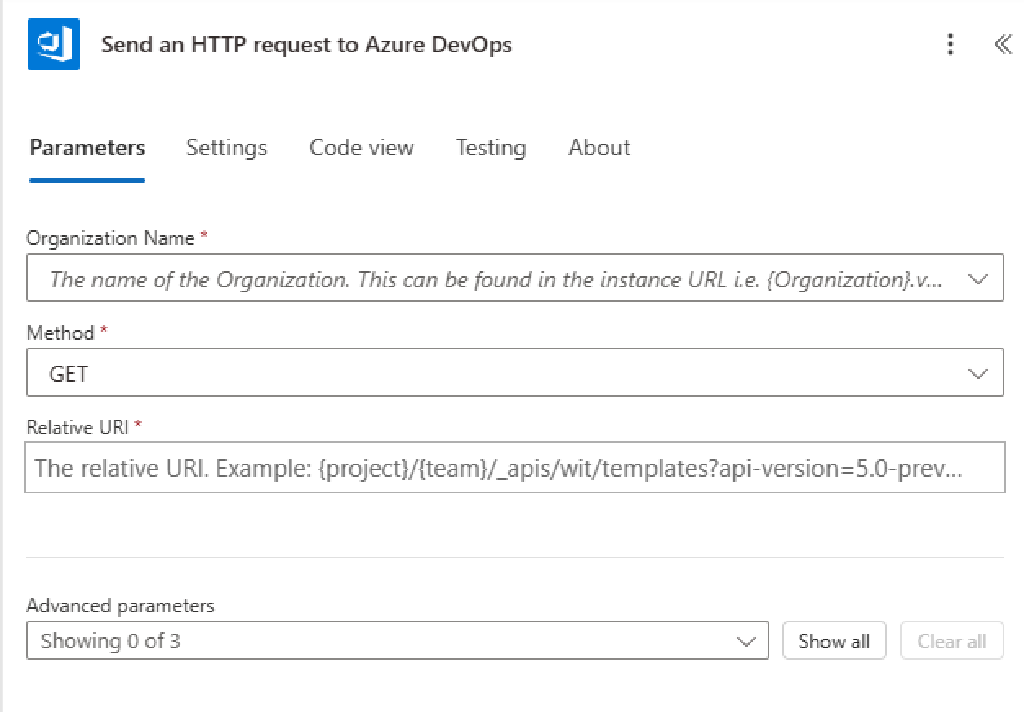 Send an HTTP request to Azure DevOps
Parameters Settings Code view Testing About
Organization Name *
The name of the Organization. This can be found in the instance URL i.e. {Organization}.v...
Method *
GET
Relative URI *
The relative URI. Example: {project}/{team}/_apis/wit/templates?api-version=5.0-prev...
Advanced parameters
Showing 0 of 3 Show all Clear all